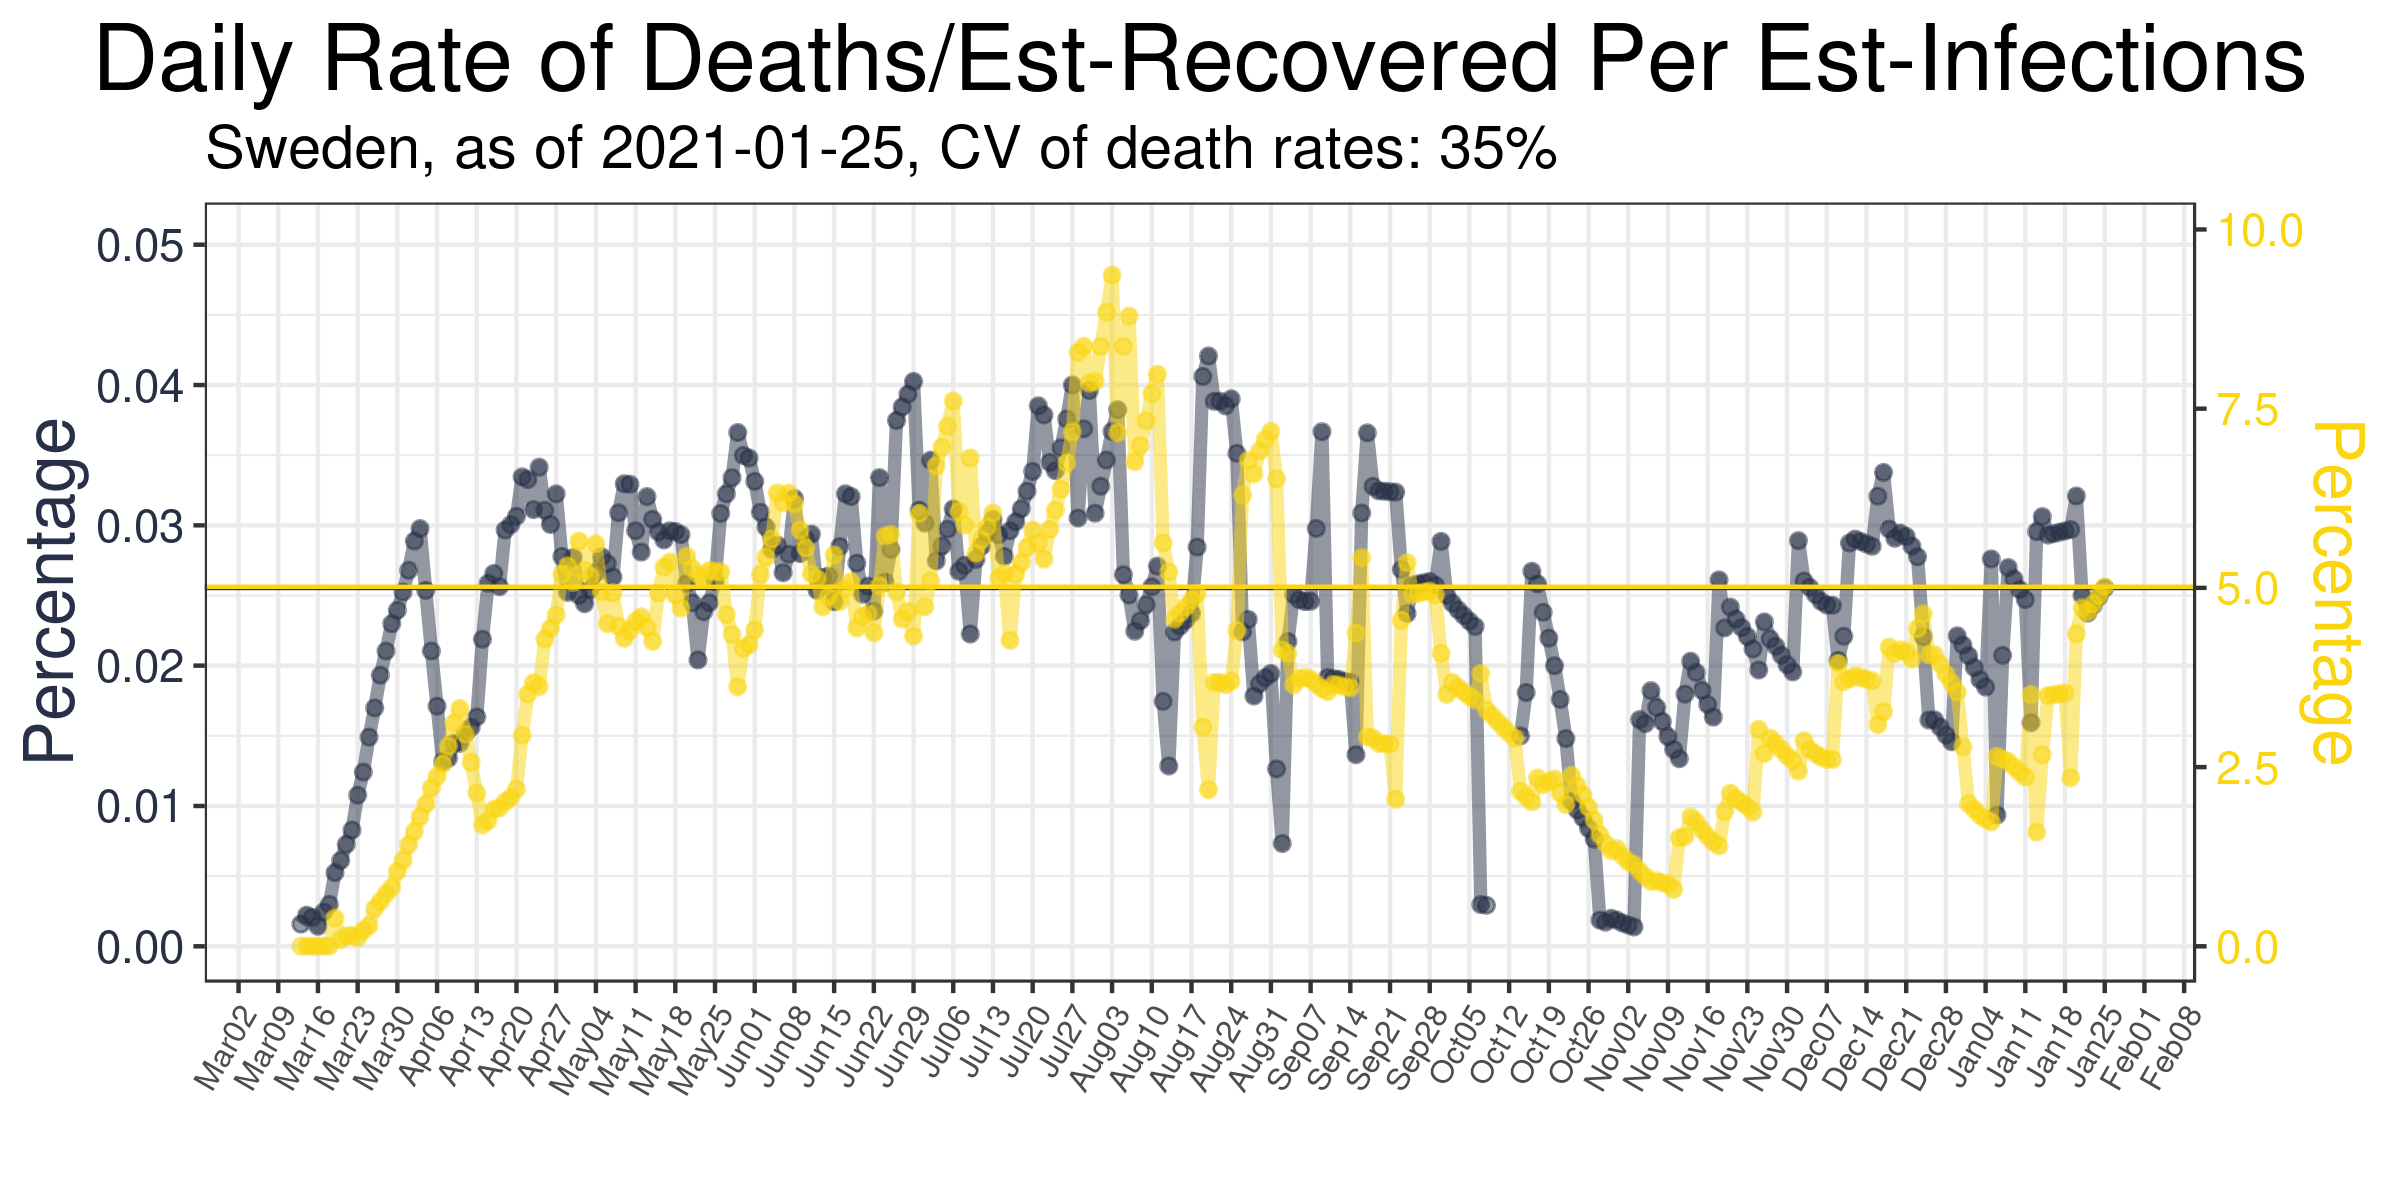 Daily Rate of Deaths/Est-Recovered Per Est-Infections
Sweden, as of 2021-01-25, CV of death rates: 35%
Percentage
0.05
0.04
0.03
0.02
0.01
0.00
10.0
7.5
5.0
2.5
0.0
Percentage
Mar02
Mar09
Mar16
Mar23
Mar30
Apr06
Apr13
Apr20
Apr27
May04
May11
May18
May25
Jun01
Jun08
Jun15
Jun22
Jun29
Jul06
Jul13
Jul20
Jul27
Aug03
Aug10
Aug17
Aug24
Aug31
Sep07
Sep14
Sep21
Sep28
Oct05
Oct12
Oct19
Oct26
Nov02
Nov09
Nov16
Nov23
Nov30
Dec07
Dec14
Dec21
Dec28
Jan04
Jan11
Jan18
Jan25
Feb01
Feb08